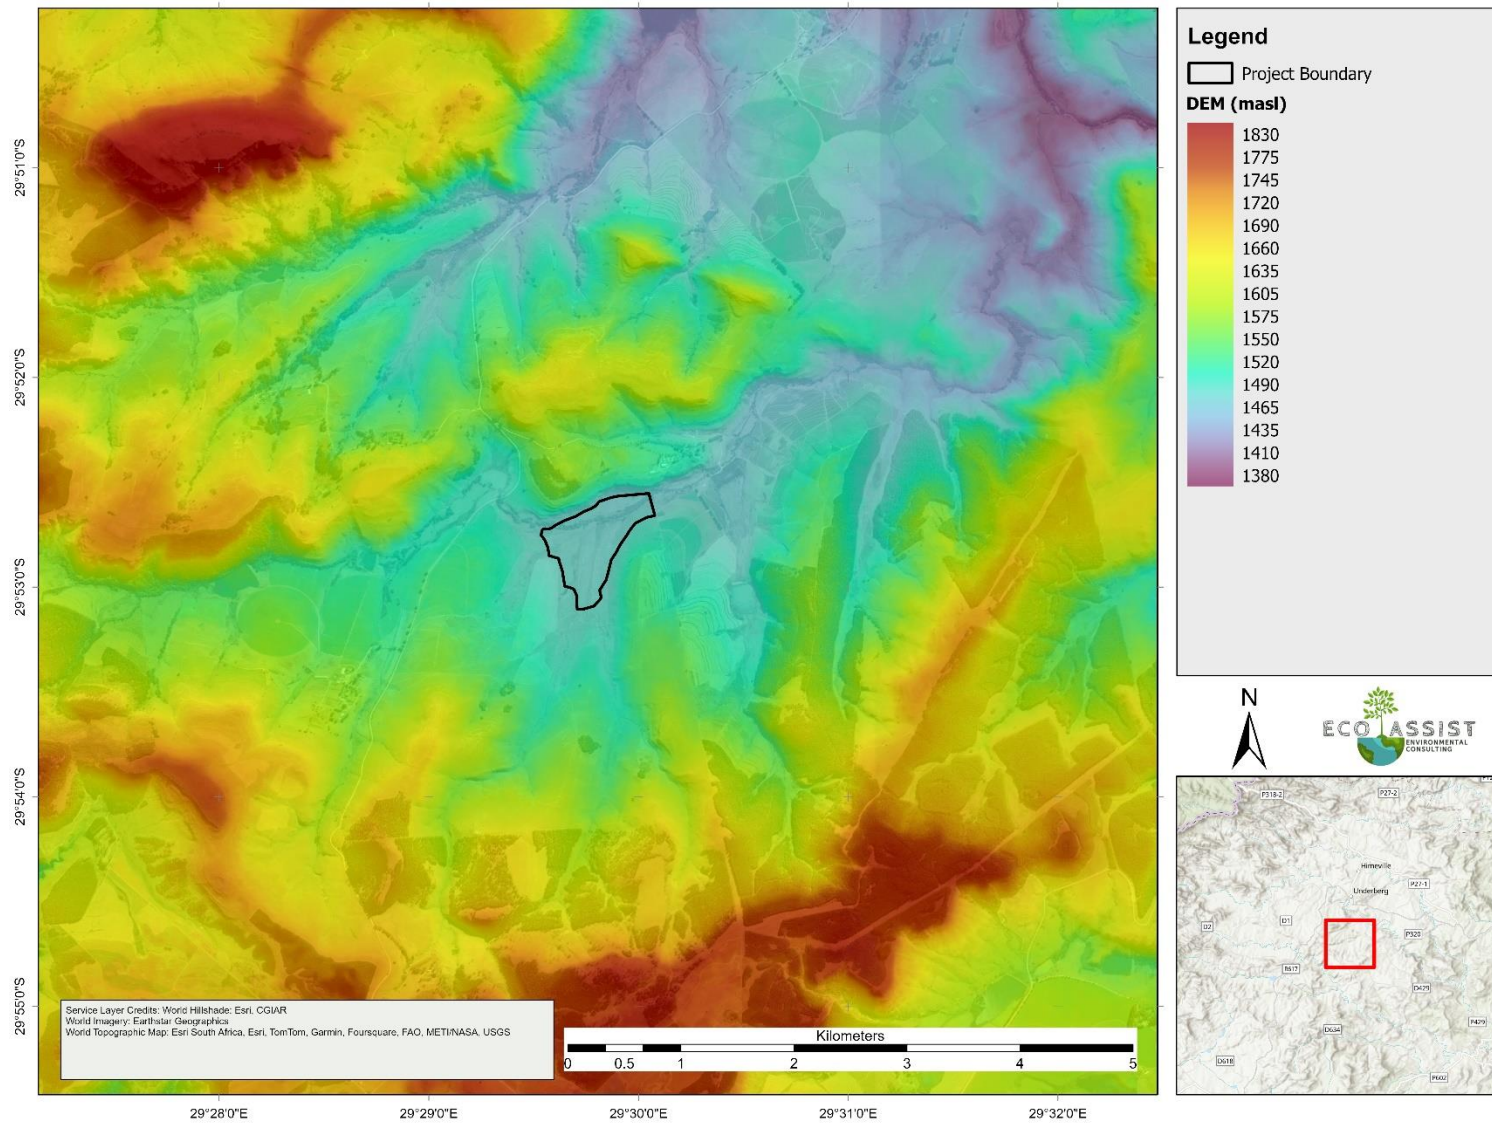 Legend
Project Boundary
DEM (masl)
1830
1775
1745
1720
1690
1660
1635
1605
1575
1550
1520
1490
1465
1435
1410
1380
N
ECO ASSIST
ENVIRONMENTAL
CONSULTING
29°51'0"S
29°52'0"S
29°53'0"S
29°54'0"S
29°55'0"S
29°28'0"E
29°29'0"E
29°30'0"E
29°31'0"E
29°32'0"E
Service Layer Credits: World Hillshade: Esri, CGIAR
World Imagery: Earthstar Geographics
World Topographic Map: Esri South Africa, Esri, TomTom, Garmin, Foursquare, FAO, METI/NASA, USGS
Kilometers
0 0.5 1 2 3 4 5
P318-2
P27-2
Himeville
Underberg
P27-1
D2
D1
P320
R617
D429
P429
D634
D618
P602